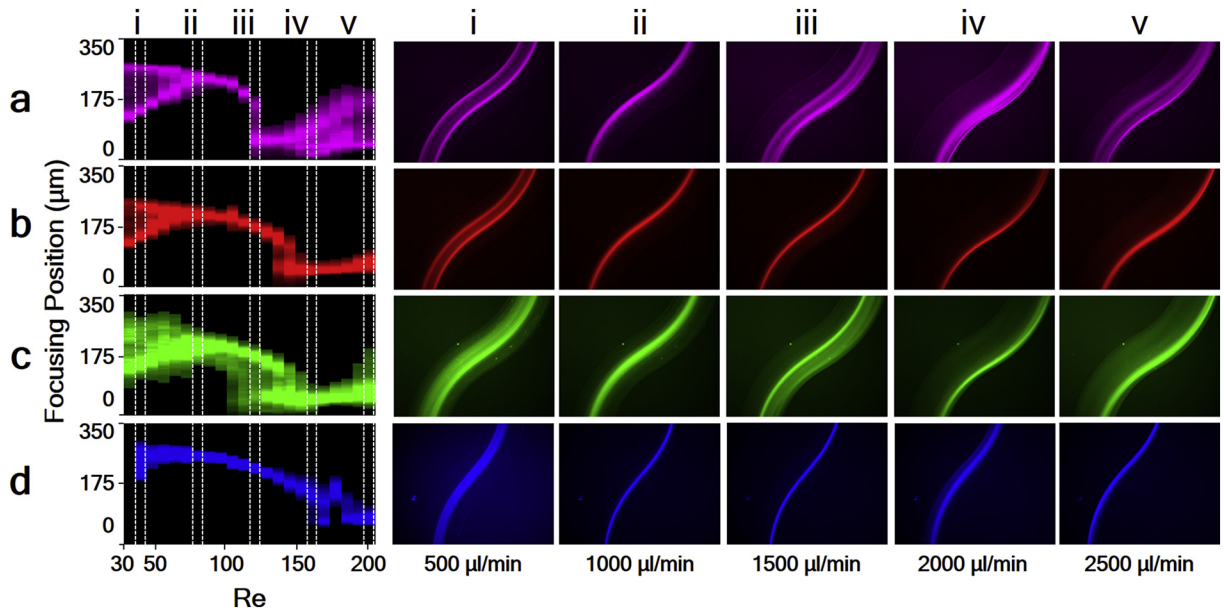 i ii iii iv v i ii iii iv v
a 350 175 0
b 350 175 0
c 350 175 0
d 350 175 0
Focusing Position (μm)
30 50 100 150 200
Re
500 μl/min 1000 μl/min 1500 μl/min 2000 μl/min 2500 μl/min